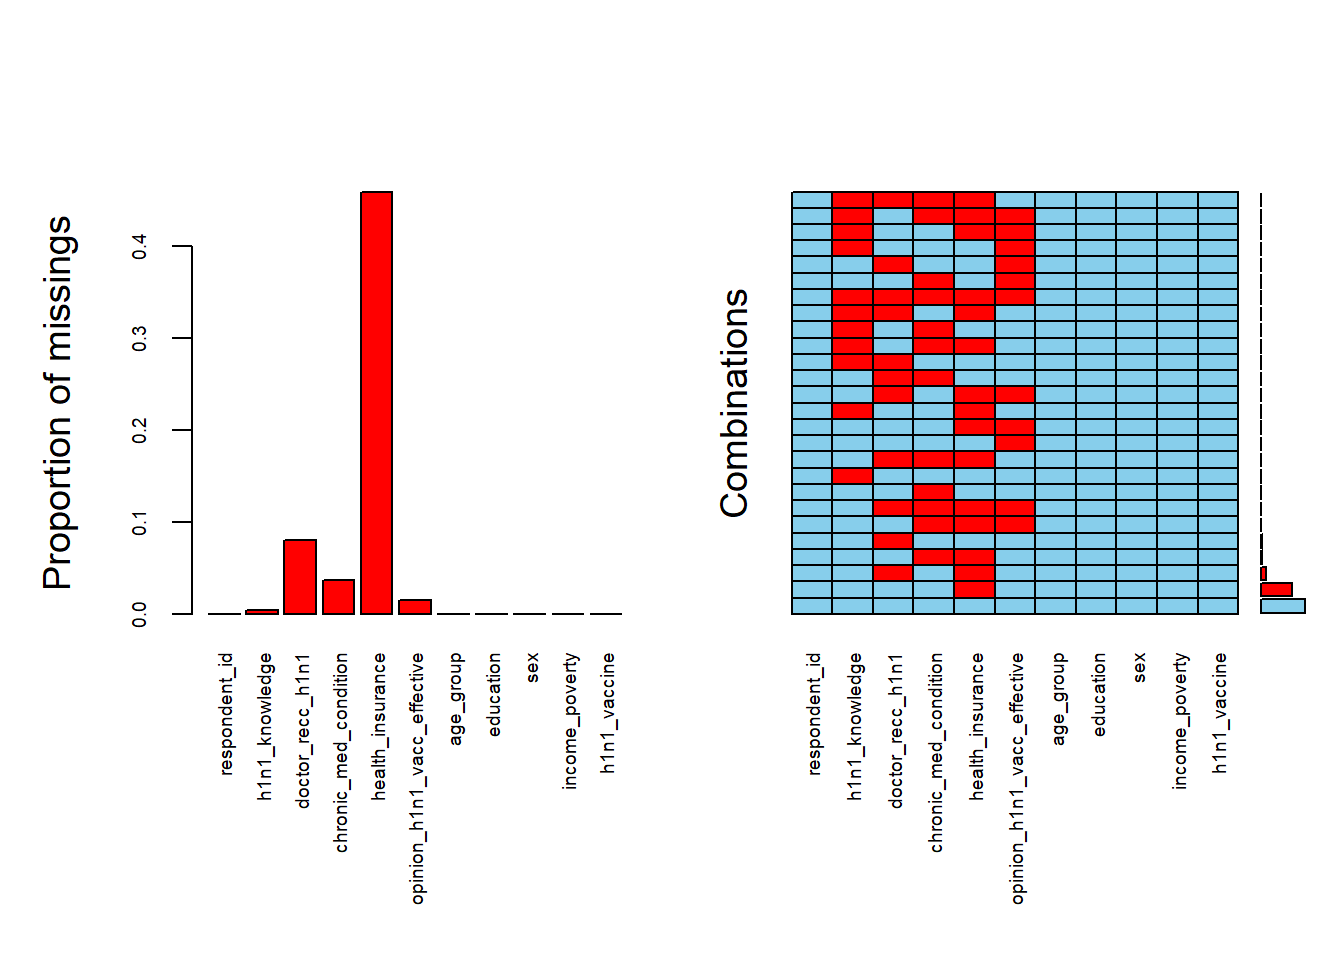 Proportion of missings
0.4
0.3
0.2
0.1
0.0
respondent_id
h1n1_knowledge
doctor_recc_h1n1
chronic_med_condition
health_insurance
opinion_h1n1_vacc_effective
age_group
education
sex
income_poverty
h1n1_vaccine
Combinations
respondent_id
h1n1_knowledge
doctor_recc_h1n1
chronic_med_condition
health_insurance
opinion_h1n1_vacc_effective
age_group
education
sex
income_poverty
h1n1_vaccine